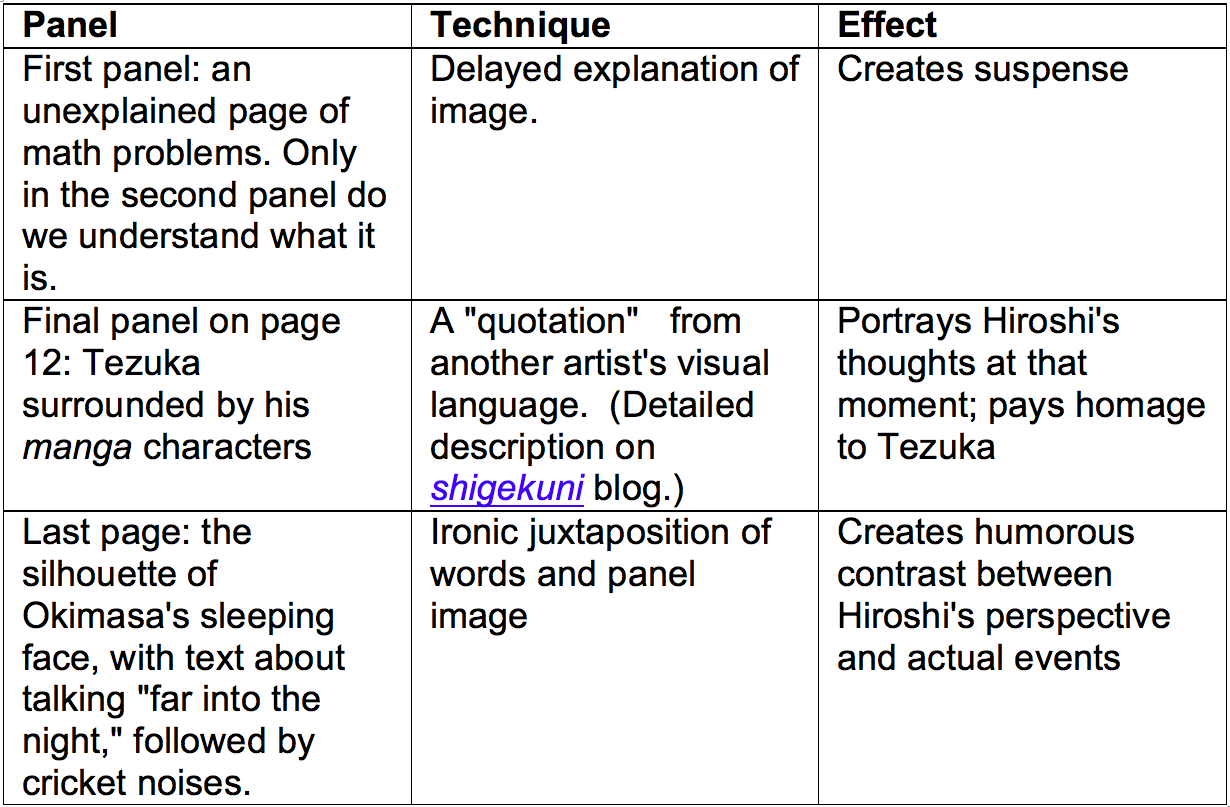 Panel
Technique
Effect
First panel: an
unexplained page of
math problems. Only
in the second panel do
we understand what it
is.
Delayed explanation of
image.
Creates suspense
Final panel on page
12: Tezuka
surrounded by his
manga characters
A "quotation"   from
another artist's visual
language.  (Detailed
description on
shigekuni blog.)
Portrays Hiroshi's
thoughts at that
moment; pays homage
to Tezuka
Last page: the
silhouette of
Okimasa's sleeping
face, with text about
talking "far into the
night," followed by
cricket noises.
Ironic juxtaposition of
words and panel
image
Creates humorous
contrast between
Hiroshi's perspective
and actual events